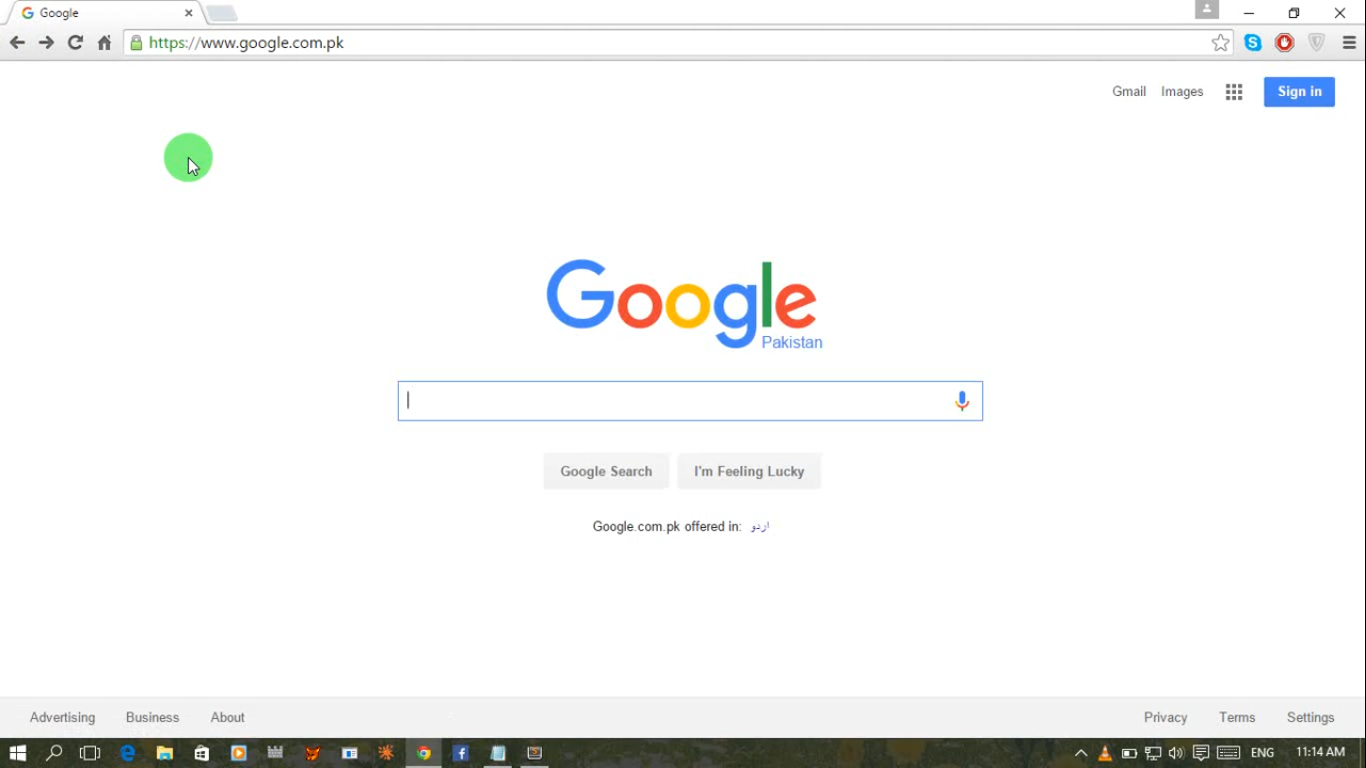 Google
https://www.google.com.pk
Gmail Images Sign in
Google
Pakistan
Google Search I'm Feeling Lucky
Google.com.pk offered in: اردو
Advertising Business About Privacy Terms Settings
ENG 11:14 AM